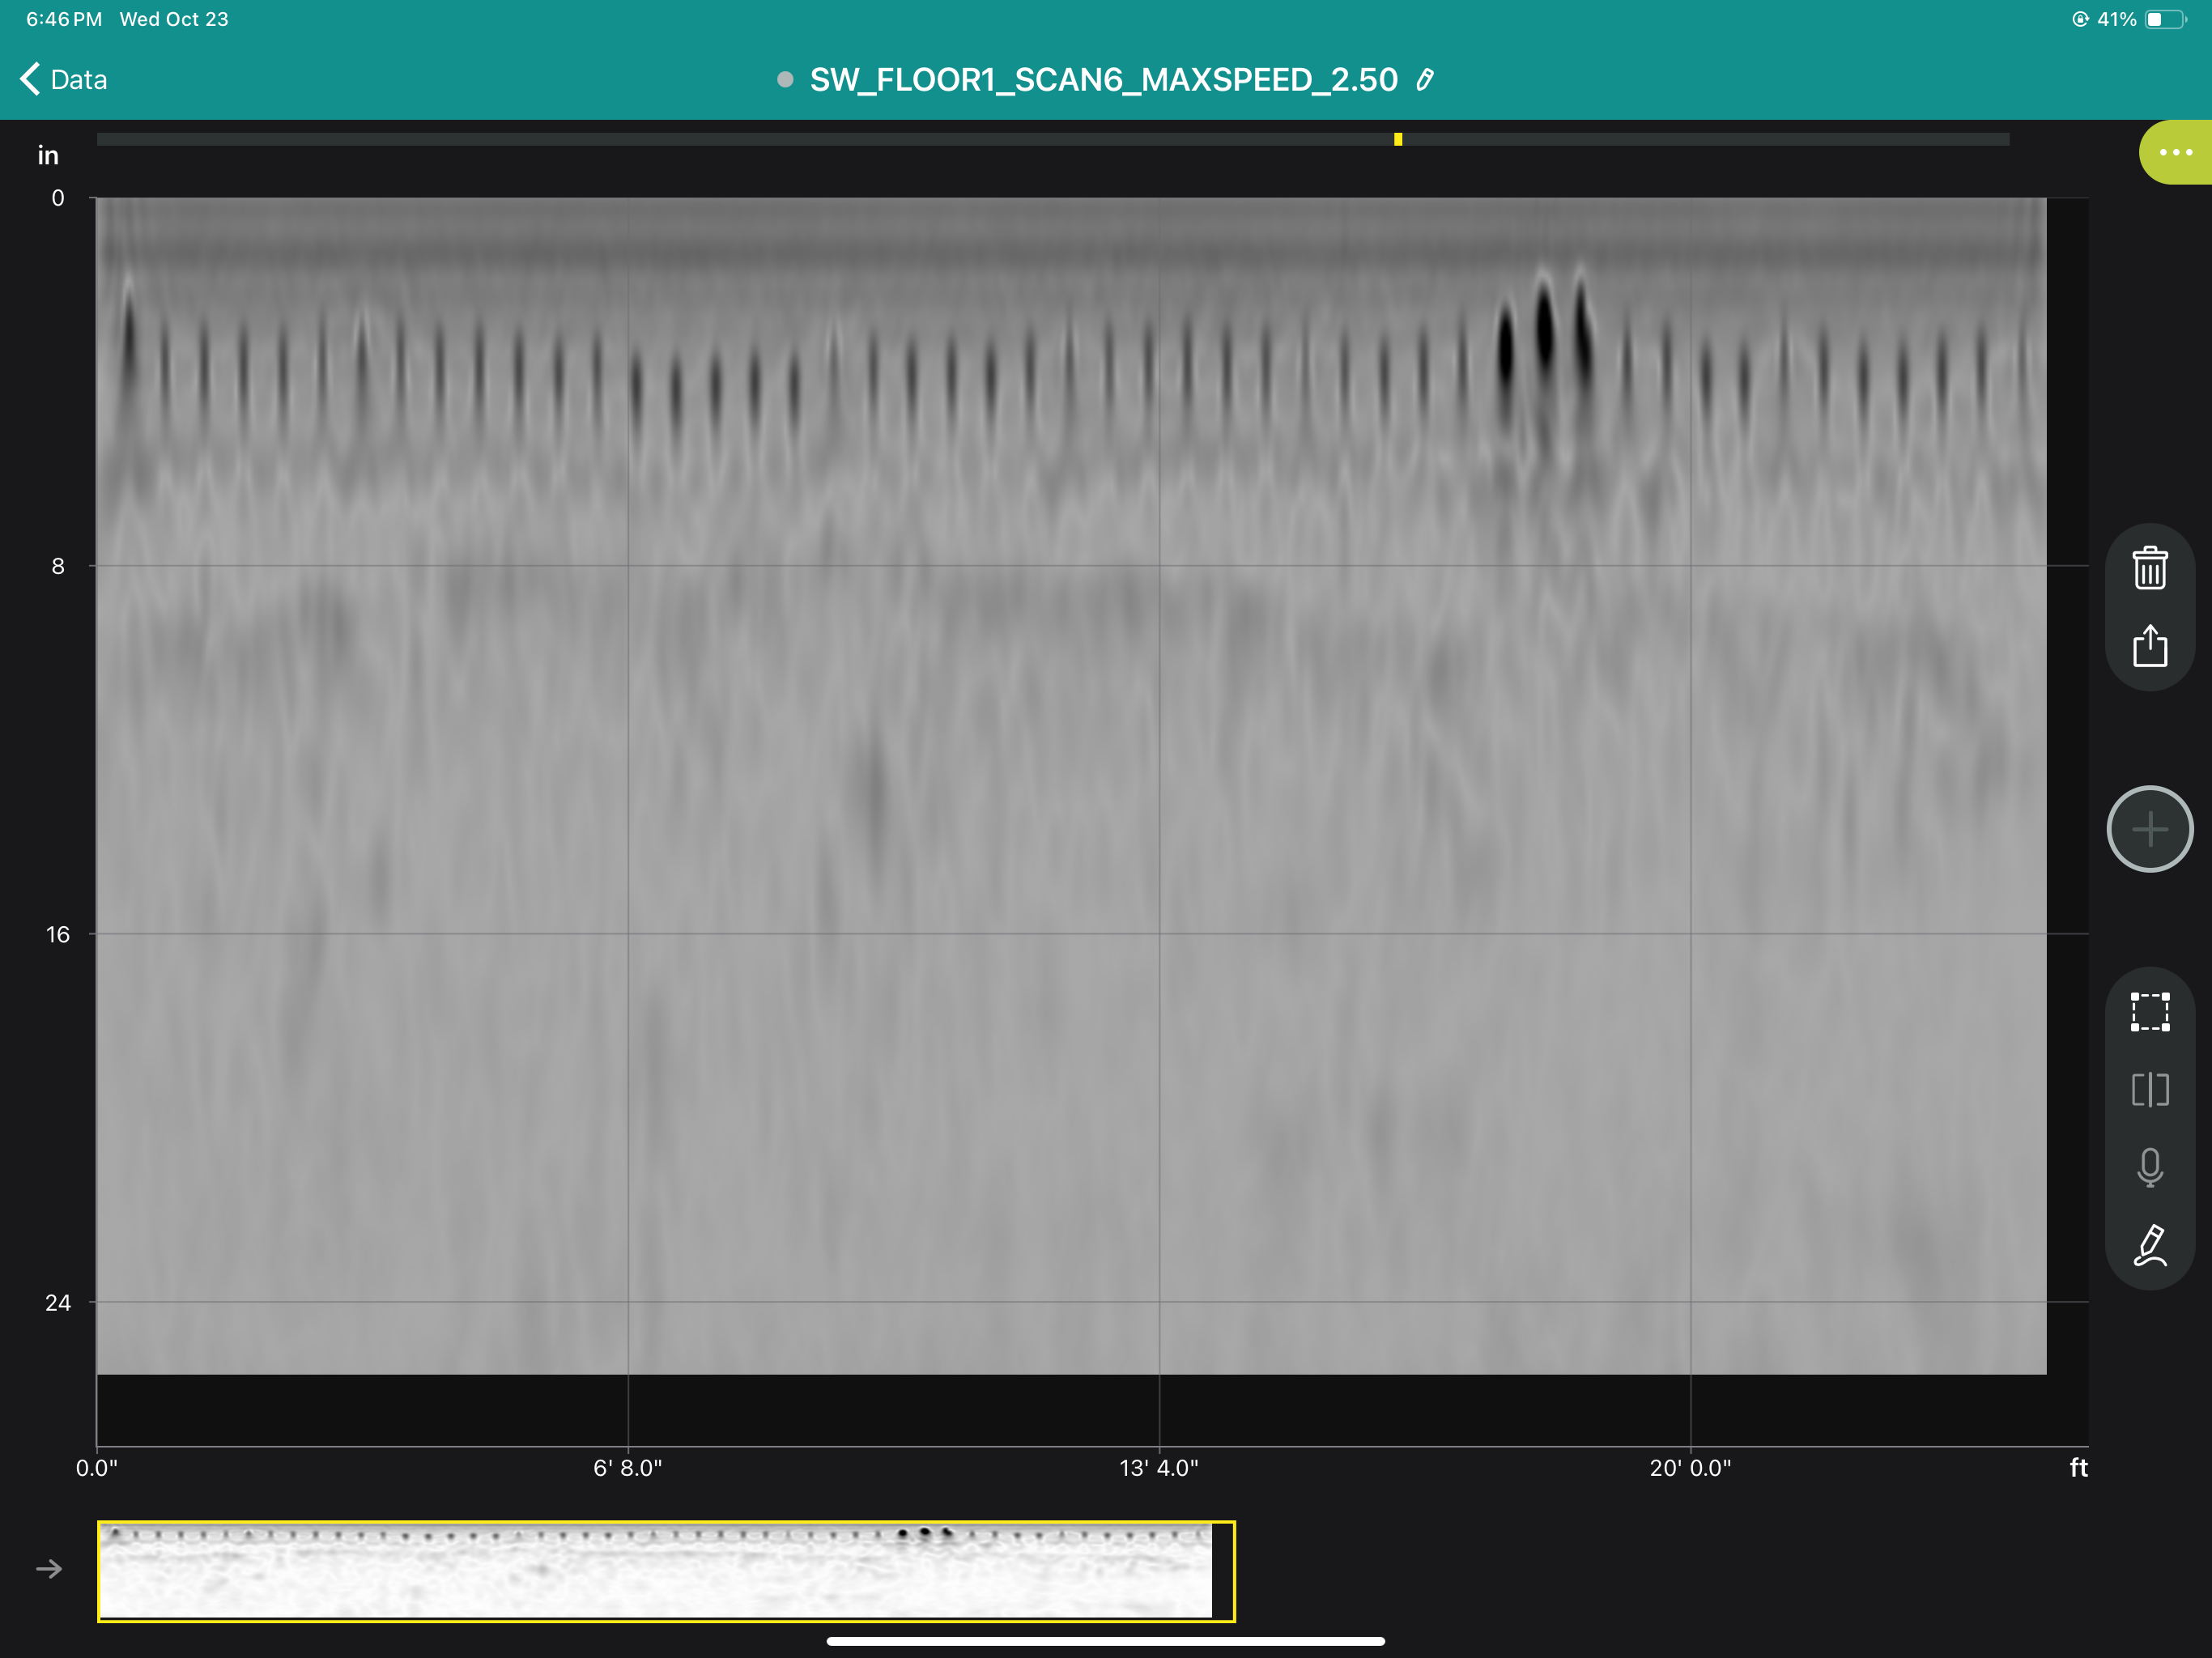 6:46 PM Wed Oct 23
41%
Data
SW_FLOOR1_SCAN6_MAXSPEED_2.50
in
0
8
16
24
0.0"
6' 8.0"
13' 4.0"
20' 0.0"
ft